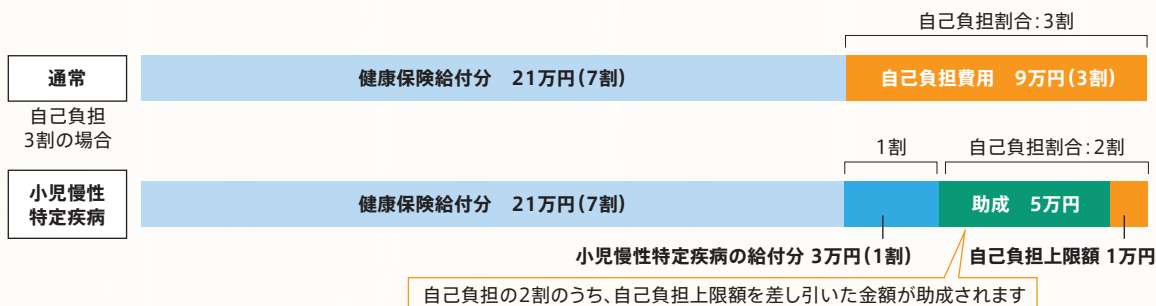 自己負担割合：3割
通常
健康保険給付分　21万円（7割）
自己負担費用　9万円（3割）
自己負担
3割の場合
1割
自己負担割合：2割
小児慢性
特定疾病
健康保険給付分　21万円（7割）
助成　5万円
小児慢性特定疾病の給付分 3万円（1割）
自己負担上限額 1万円
自己負担の2割のうち、自己負担上限額を差し引いた金額が助成されます